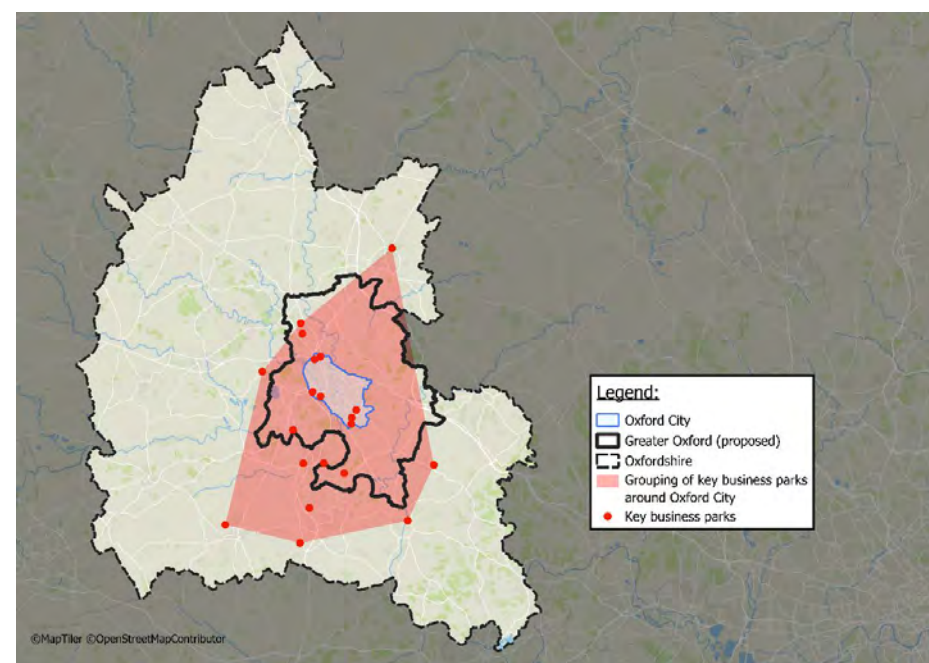 Legend:
Oxford City
Greater Oxford (proposed)
Oxfordshire
Grouping of key business parks
around Oxford City
Key business parks
©MapTiler ©OpenStreetMapContributor